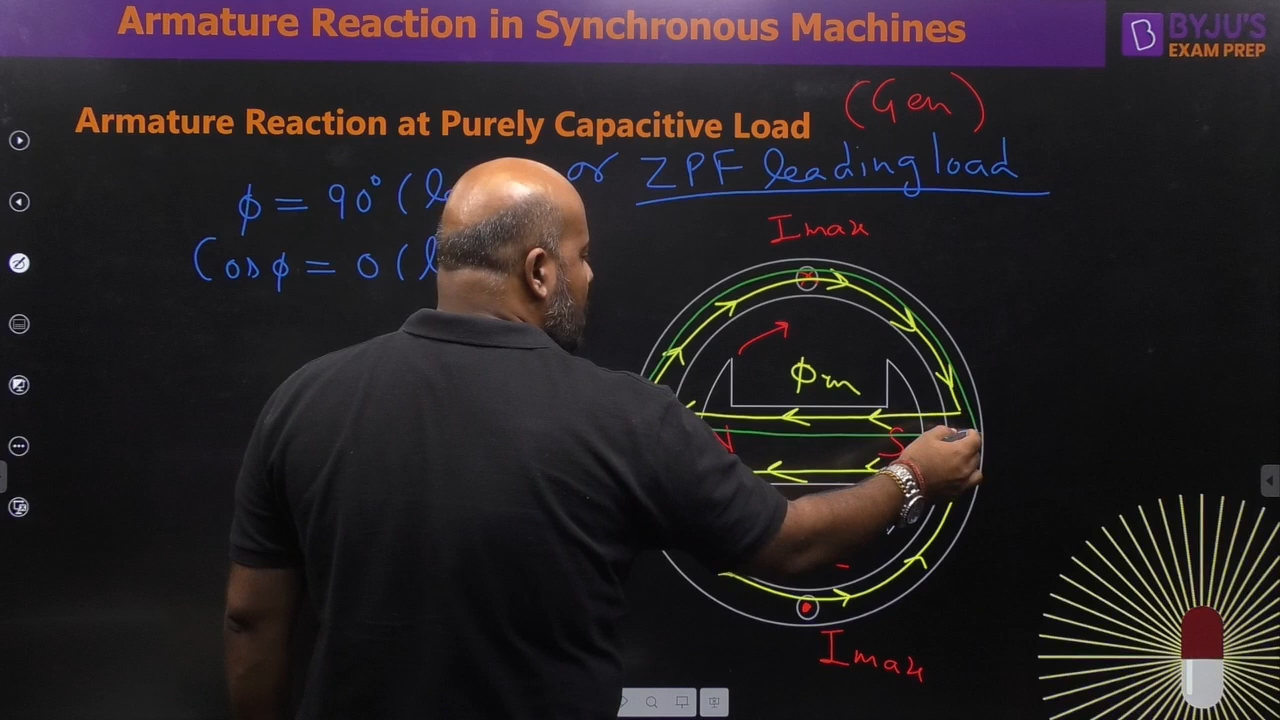 Armature Reaction in Synchronous Machines
BYJU'S
EXAM PREP
Armature Reaction at Purely Capacitive Load
(Gen)
φ = 90° (
or ZPF leading load
Cos φ = 0 (
Imax
φm
N
S
Imax